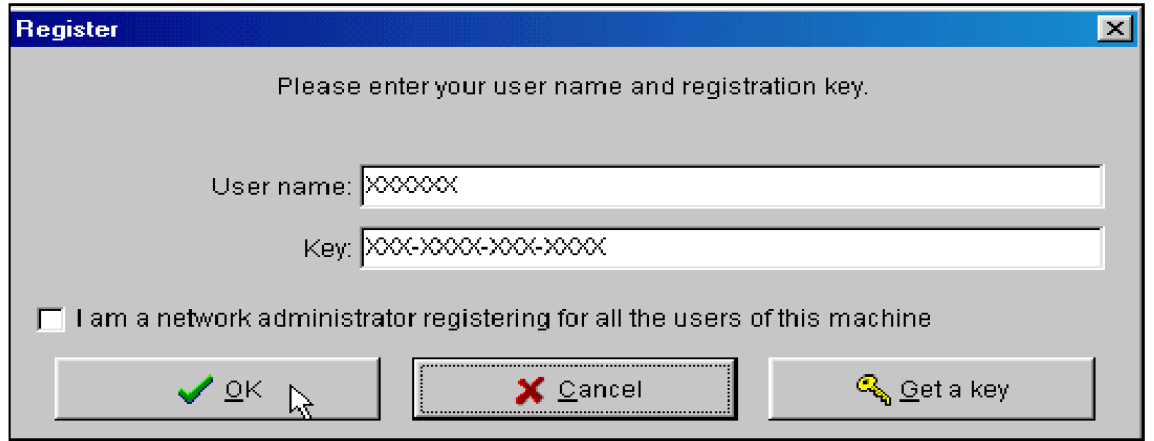 Register
Please enter your user name and registration key.
User name: XXXXXX
Key: XXX-XXXX-XXX-XXXX
I am a network administrator registering for all the users of this machine
OK Cancel Get a key